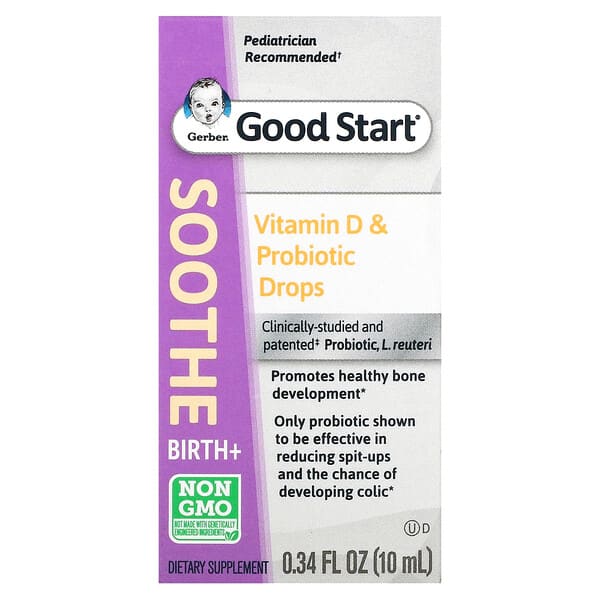 Pediatrician
Recommended†
Gerber®
Good Start®
SOOTHE
BIRTH+
Vitamin D &
Probiotic
Drops
Clinically-studied and
patented‡ Probiotic, L. reuteri
Promotes healthy bone
development*
Only probiotic shown
to be effective in
reducing spit-ups
and the chance of
developing colic*
NON
GMO
NOT MADE WITH GENETICALLY
ENGINEERED INGREDIENTS
U D
DIETARY SUPPLEMENT
0.34 FL OZ (10 mL)